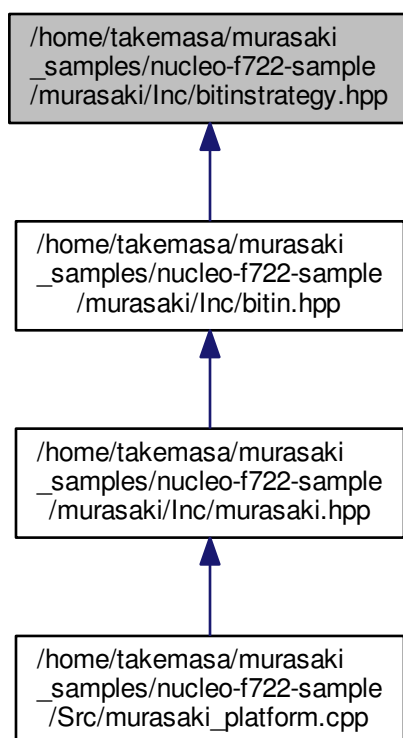 /home/takemasa/murasaki
_samples/nucleo-f722-sample
/murasaki/Inc/bitinstrategy.hpp
/home/takemasa/murasaki
_samples/nucleo-f722-sample
/murasaki/Inc/bitin.hpp
/home/takemasa/murasaki
_samples/nucleo-f722-sample
/murasaki/Inc/murasaki.hpp
/home/takemasa/murasaki
_samples/nucleo-f722-sample
/Src/murasaki_platform.cpp